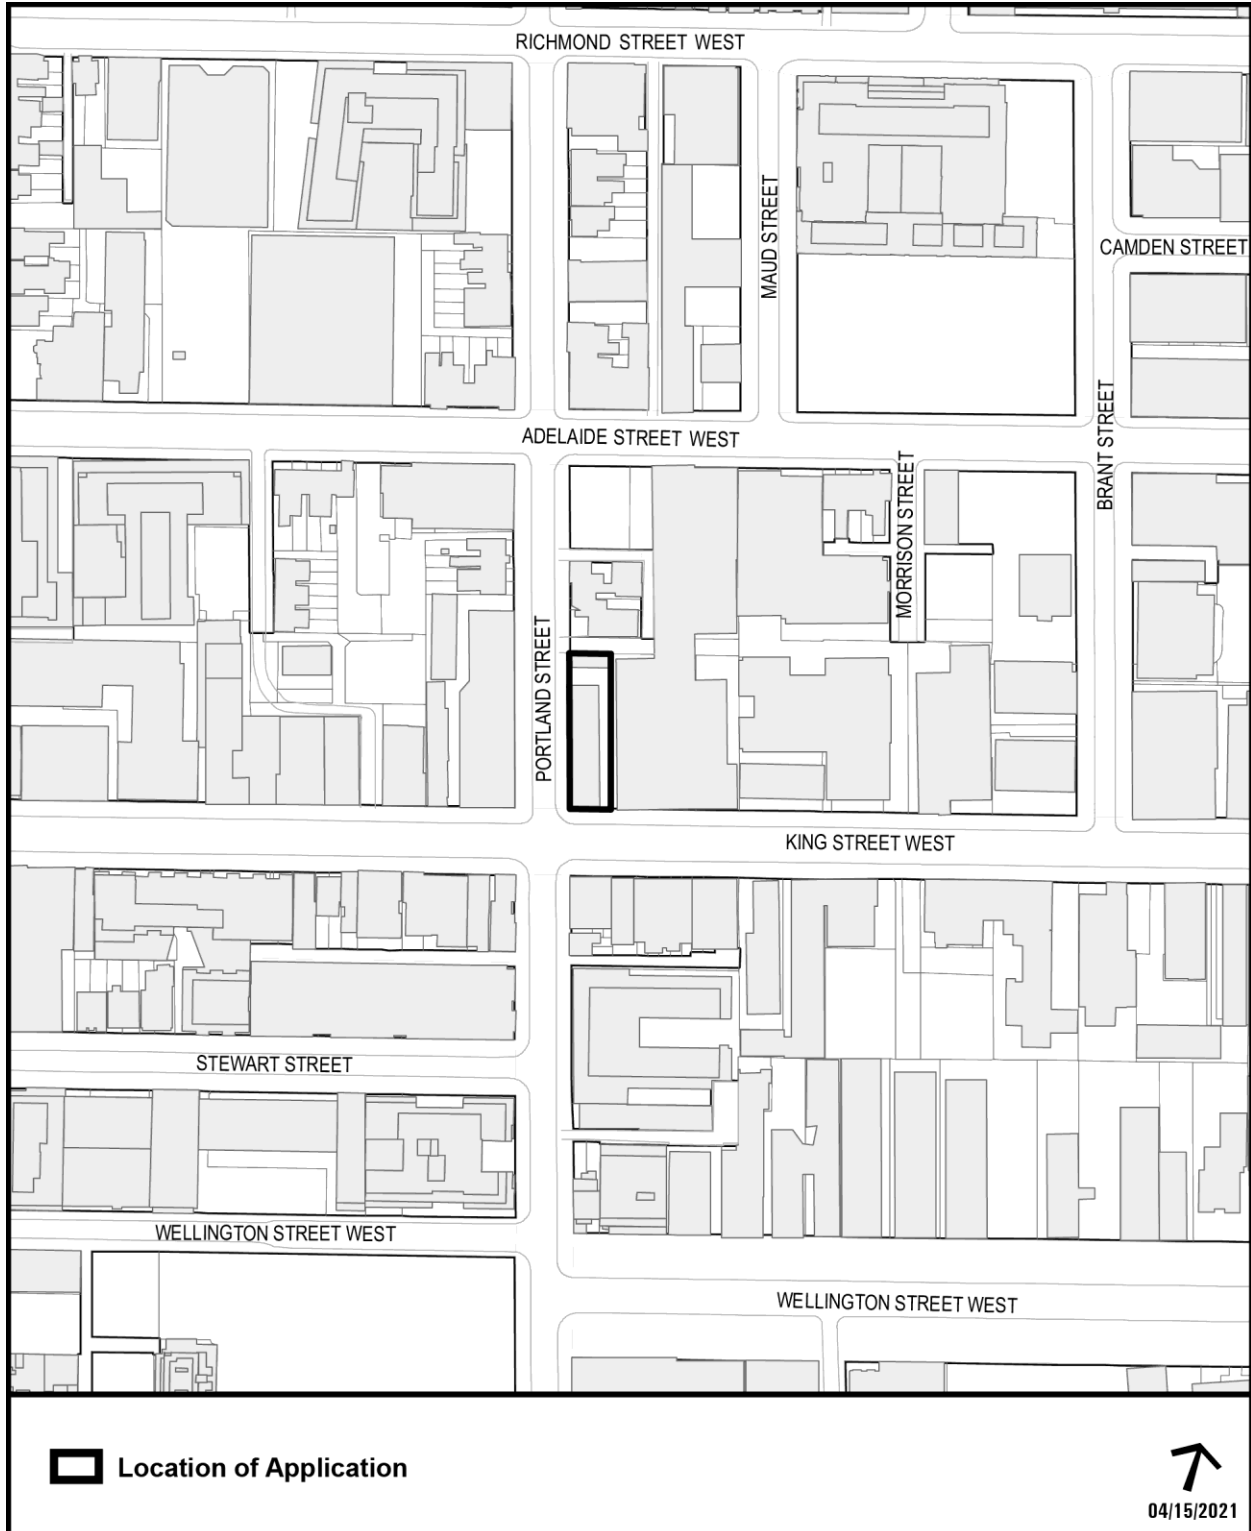 RICHMOND STREET WEST
MAUD STREET
CAMDEN STREET
BRANT STREET
ADELAIDE STREET WEST
MORRISON STREET
PORTLAND STREET
KING STREET WEST
STEWART STREET
WELLINGTON STREET WEST
WELLINGTON STREET WEST
Location of Application
04/15/2021